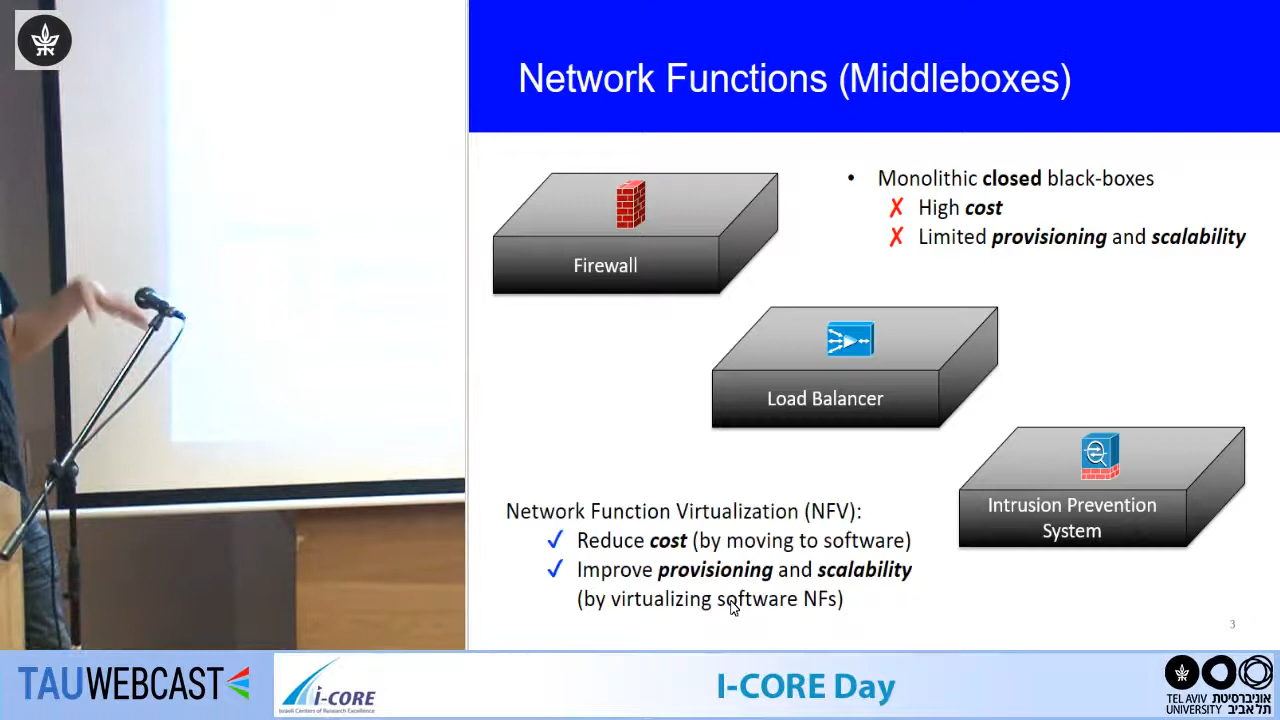 Network Functions (Middleboxes)
• Monolithic closed black-boxes
✗ High cost
✗ Limited provisioning and scalability
Firewall
Load Balancer
Intrusion Prevention
System
Network Function Virtualization (NFV):
✓ Reduce cost (by moving to software)
✓ Improve provisioning and scalability
(by virtualizing software NFs)
3
TAUWEBCAST
i-CORE
Israeli Centers of Research Excellence
I-CORE Day
TEL AVIV אוניברסיטת
UNIVERSITY תל אביב